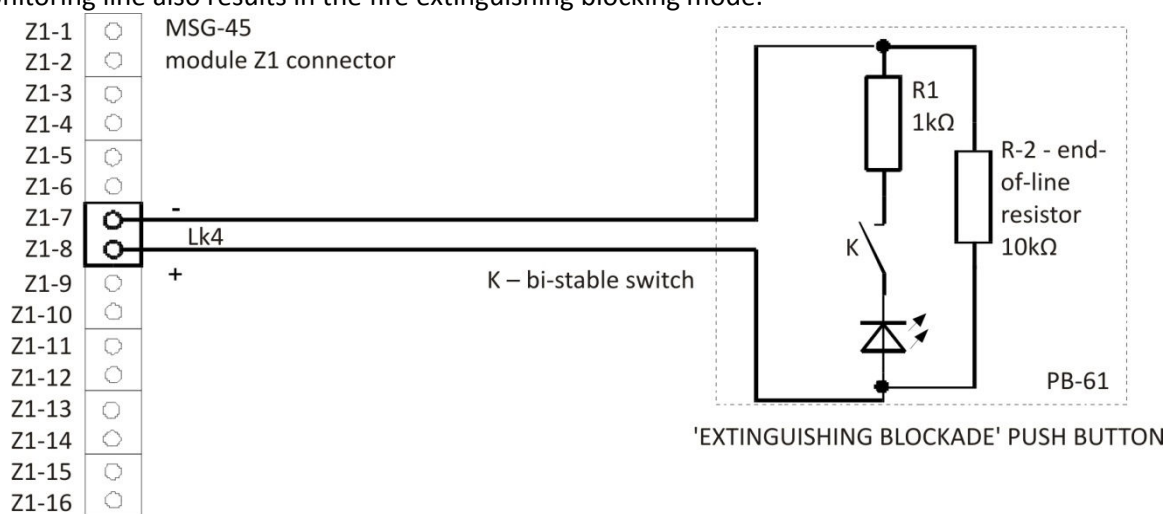 nitoring line also results in the fire extinguishing blocking mode.
Z1-1
MSG-45
Z1-2
module Z1 connector
Z1-3
Z1-4
Z1-5
Z1-6
Z1-7
-
Lk4
Z1-8
+
Z1-9
Z1-10
Z1-11
Z1-12
Z1-13
Z1-14
Z1-15
Z1-16
K – bi-stable switch
R1
1kΩ
R-2 - end-
of-line
resistor
10kΩ
K
PB-61
'EXTINGUISHING BLOCKADE' PUSH BUTTON